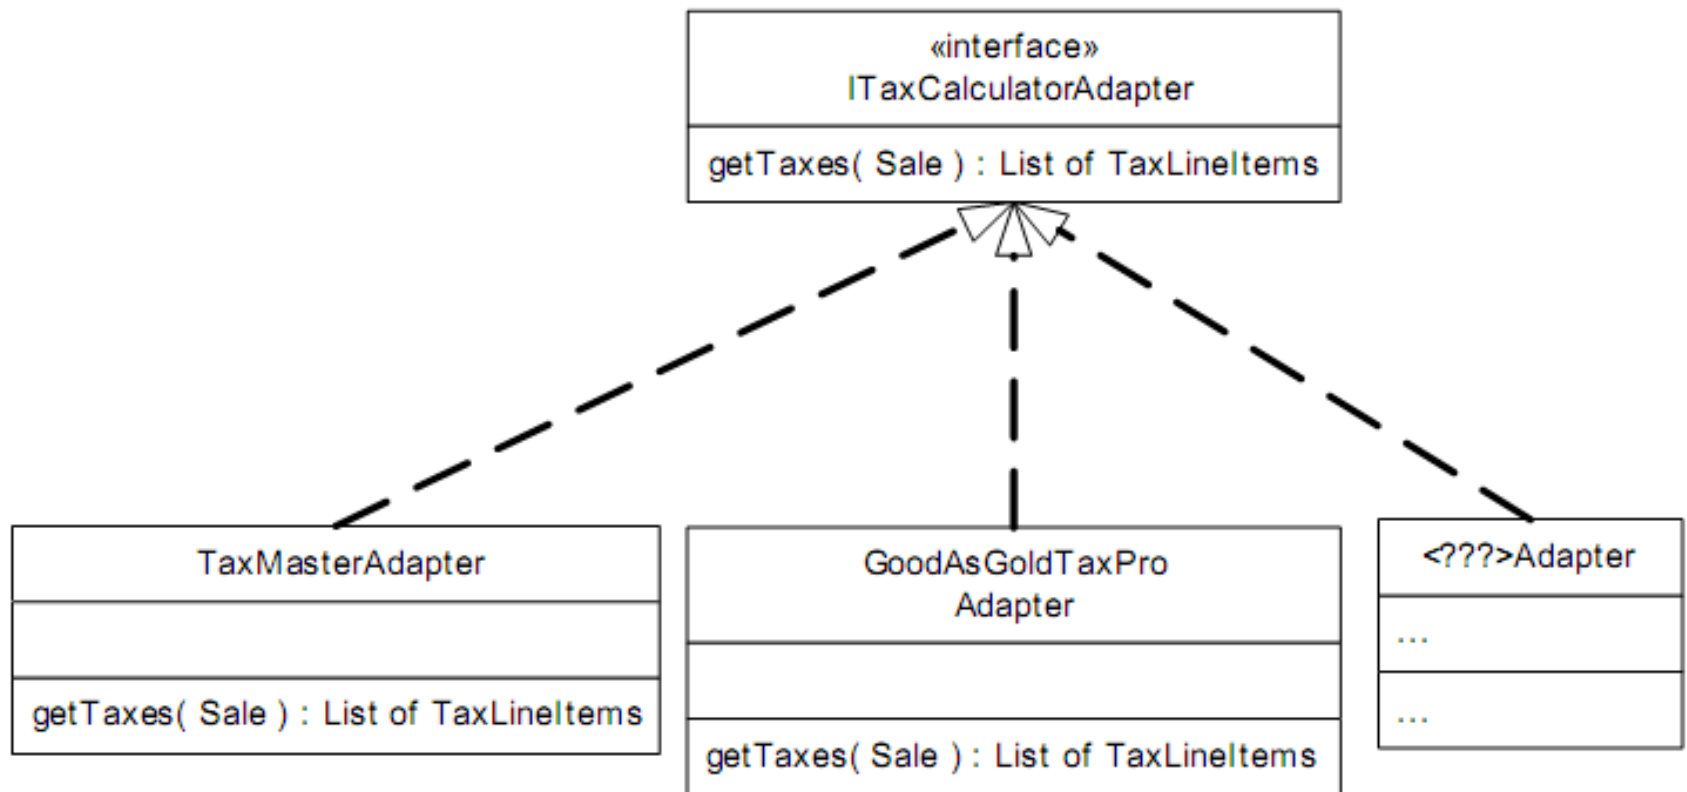 «interface»
ITaxCalculatorAdapter
getTaxes( Sale ) : List of TaxLineItems
TaxMasterAdapter
getTaxes( Sale ) : List of TaxLineItems
GoodAsGoldTaxPro
Adapter
getTaxes( Sale ) : List of TaxLineItems
<???>Adapter
...
...